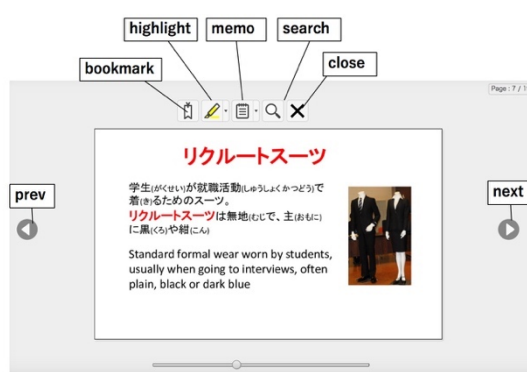 highlight memo search
bookmark close
Page : 7 / 1
リクルートスーツ
学生(がくせい)が就職活動(しゅうしょくかつどう)で
着(き)るためのスーツ。
リクルートスーツは無地(むじ)で、主(おもに)
に黒(くろ)や紺(こん)
prev
next
Standard formal wear worn by students,
usually when going to interviews, often
plain, black or dark blue